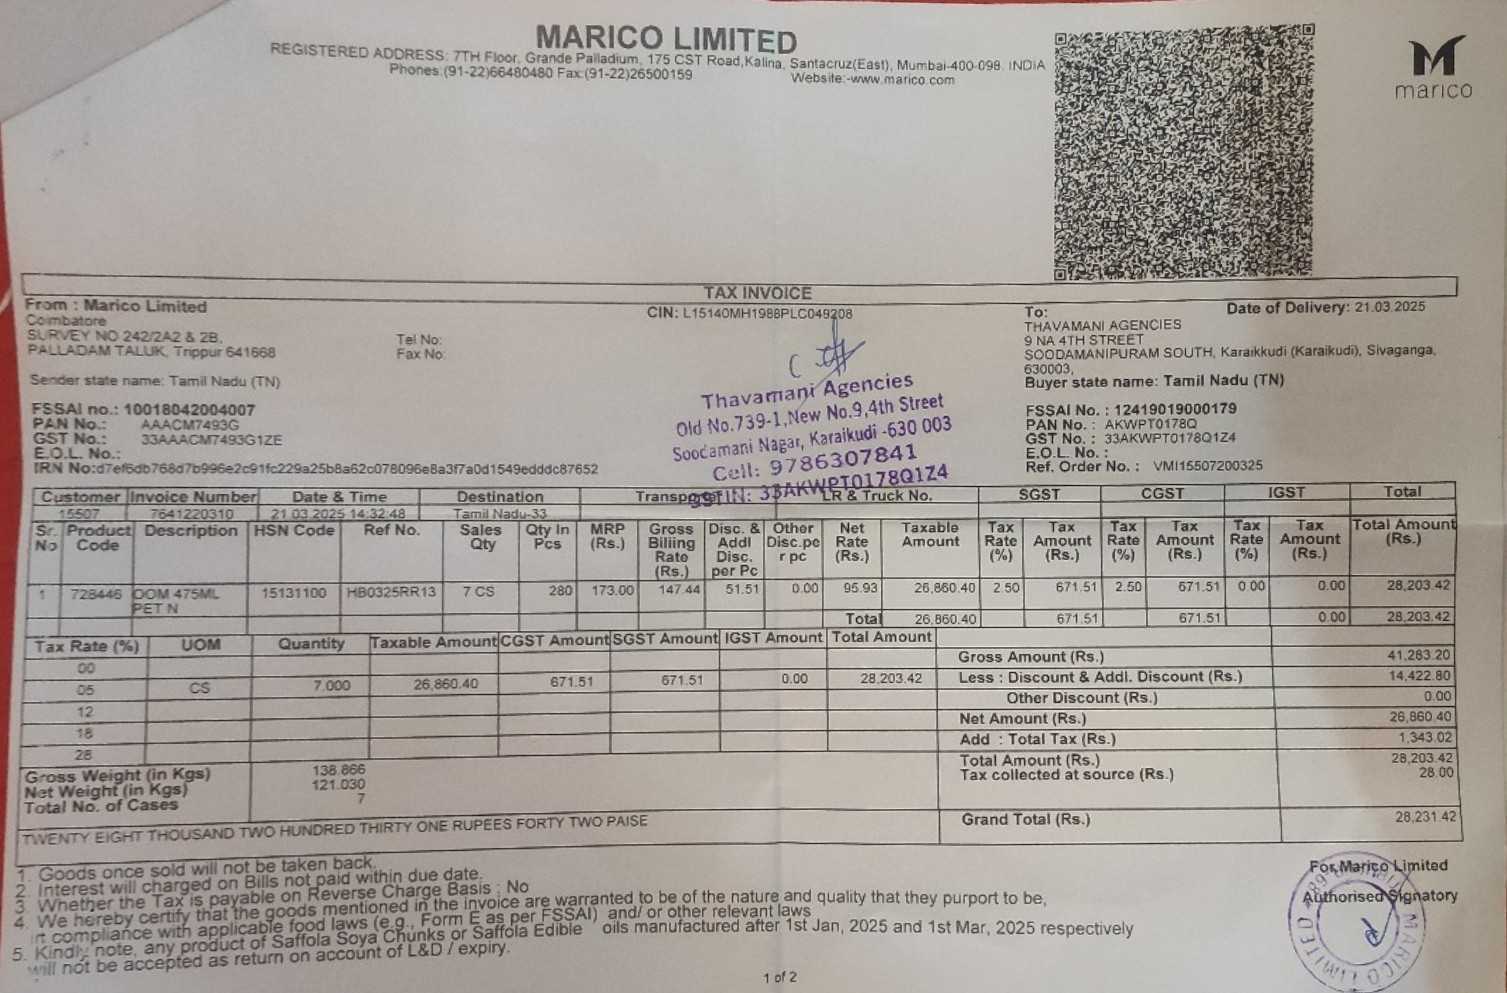 MARICO LIMITED
REGISTERED ADDRESS: 7TH Floor, Grande Palladium, 175 CST Road,Kalina, Santacruz(East), Mumbai-400-098. INDIA
Phones:(91-22)66480480 Fax:(91-22)26500159 Website:-www.marico.com
marico
TAX INVOICE
From : Marico Limited
Coimbatore
SURVEY NO 242/2A2 & 2B,
PALLADAM TALUK, Trippur 641668
Tel No:
Fax No:
Sender state name: Tamil Nadu (TN)
FSSAI no.: 10018042004007
PAN No.: AAACM7493G
GST No.: 33AAACM7493G1ZE
E.O.L. No.:
IRN No:d7ef6db768d7b996e2c91fc229a25b8a62c078096e8a3f7a0d1549edddc87652
CIN: L15140MH1988PLC049208
Thavamani Agencies
Old No.739-1,New No.9,4th Street
Soodamani Nagar, Karaikudi -630 003
Cell: 9786307841
GSTIN: 33AKWPT0178Q1Z4
To: Date of Delivery: 21.03.2025
THAVAMANI AGENCIES
9 NA 4TH STREET
SOODAMANIPURAM SOUTH, Karaikkudi (Karaikudi), Sivaganga,
630003,
Buyer state name: Tamil Nadu (TN)
FSSAI No. : 12419019000179
PAN No. : AKWPT0178Q
GST No. : 33AKWPT0178Q1Z4
E.O.L. No. :
Ref. Order No. : VMI15507200325
Customer Invoice Number Date & Time Destination Transporter LR & Truck No. SGST CGST IGST Total
15507 7641220310 21.03.2025 14:32:48 Tamil Nadu-33
Sr. No Product Code Description HSN Code Ref No. Sales Qty Qty In Pcs MRP (Rs.) Gross Billing Rate (Rs.) Disc. & Addl Disc. per Pc Other Disc.pe r pc Net Rate (Rs.) Taxable Amount Tax Rate (%) Tax Amount (Rs.) Tax Rate (%) Tax Amount (Rs.) Tax Rate (%) Tax Amount (Rs.) Total Amount (Rs.)
1 728446 OOM 475ML PET N 15131100 HB0325RR13 7 CS 280 173.00 147.44 51.51 0.00 95.93 26,860.40 2.50 671.51 2.50 671.51 0.00 0.00 28,203.42
Total 26,860.40 671.51 671.51 0.00 28,203.42
Tax Rate (%) UOM Quantity Taxable Amount CGST Amount SGST Amount IGST Amount Total Amount
00
05 CS 7.000 26,860.40 671.51 671.51 0.00 28,203.42
12
18
28
Gross Amount (Rs.) 41,283.20
Less : Discount & Addl. Discount (Rs.) 14,422.80
Other Discount (Rs.) 0.00
Net Amount (Rs.) 26,860.40
Add : Total Tax (Rs.) 1,343.02
Total Amount (Rs.) 28,203.42
Tax collected at source (Rs.) 28.00
Gross Weight (in Kgs) 138.866
Net Weight (in Kgs) 121.030
Total No. of Cases 7
TWENTY EIGHT THOUSAND TWO HUNDRED THIRTY ONE RUPEES FORTY TWO PAISE
Grand Total (Rs.) 28,231.42
1. Goods once sold will not be taken back.
2. Interest will charged on Bills not paid within due date.
3. Whether the Tax is payable on Reverse Charge Basis : No
4. We hereby certify that the goods mentioned in the invoice are warranted to be of the nature and quality that they purport to be,
in compliance with applicable food laws (e.g., Form E as per FSSAI) and/ or other relevant laws
5. Kindly note, any product of Saffola Soya Chunks or Saffola Edible oils manufactured after 1st Jan, 2025 and 1st Mar, 2025 respectively
will not be accepted as return on account of L&D / expiry.
For Marico Limited
Authorised Signatory
MARICO LIMITED
1 of 2